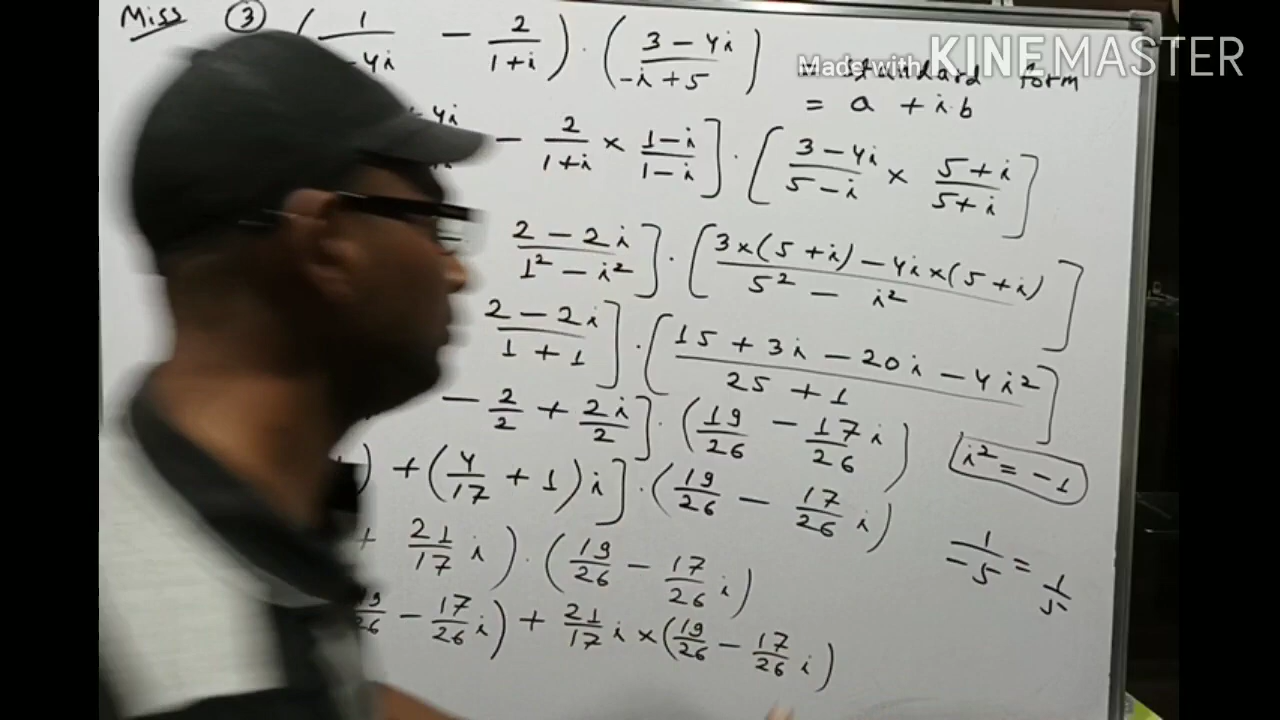 Miss ③ (1/-4i - 2/1+i) · (3 - 4i/-i + 5) = standard form
Made with KINEMASTER
= a + ib
4i - 2/1+i × 1-i/1-i] · [3 - 4i/5 - i × 5 + i/5 + i]
2 - 2i/1² - i²] · [3×(5 + i) - 4i×(5 + i)/5² - i²]
2 - 2i/1 + 1] · [15 + 3i - 20i - 4i²/25 + 1]
- 2/2 + 2i/2] · (19/26 - 17/26 i)
i² = -1
) + (4/17 + 1)i] · (19/26 - 17/26 i)
+ 21/17 i) · (19/26 - 17/26 i)
1/-5 = 1/
19/26 - 17/26 i) + 21/17 i × (19/26 - 17/26 i)